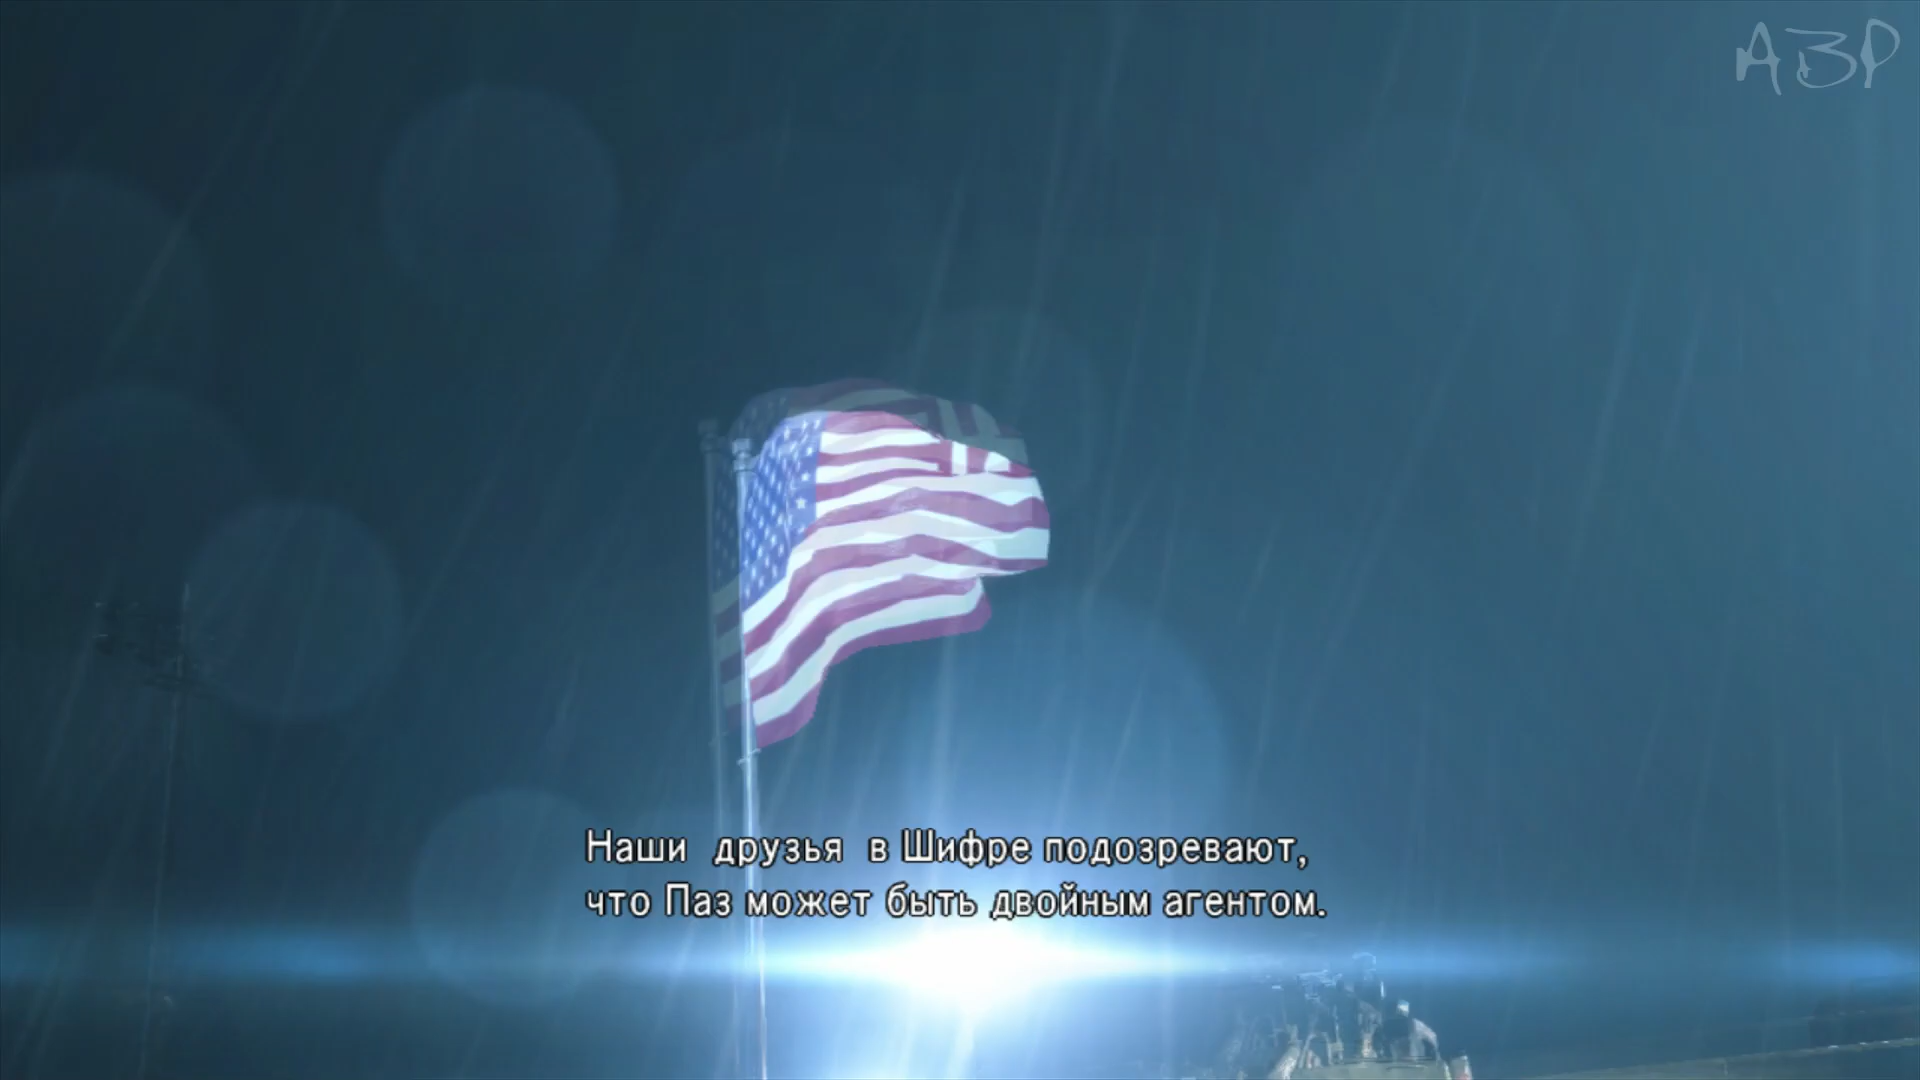 АВР
Наши друзья в Шифре подозревают,
что Паз может быть двойным агентом.